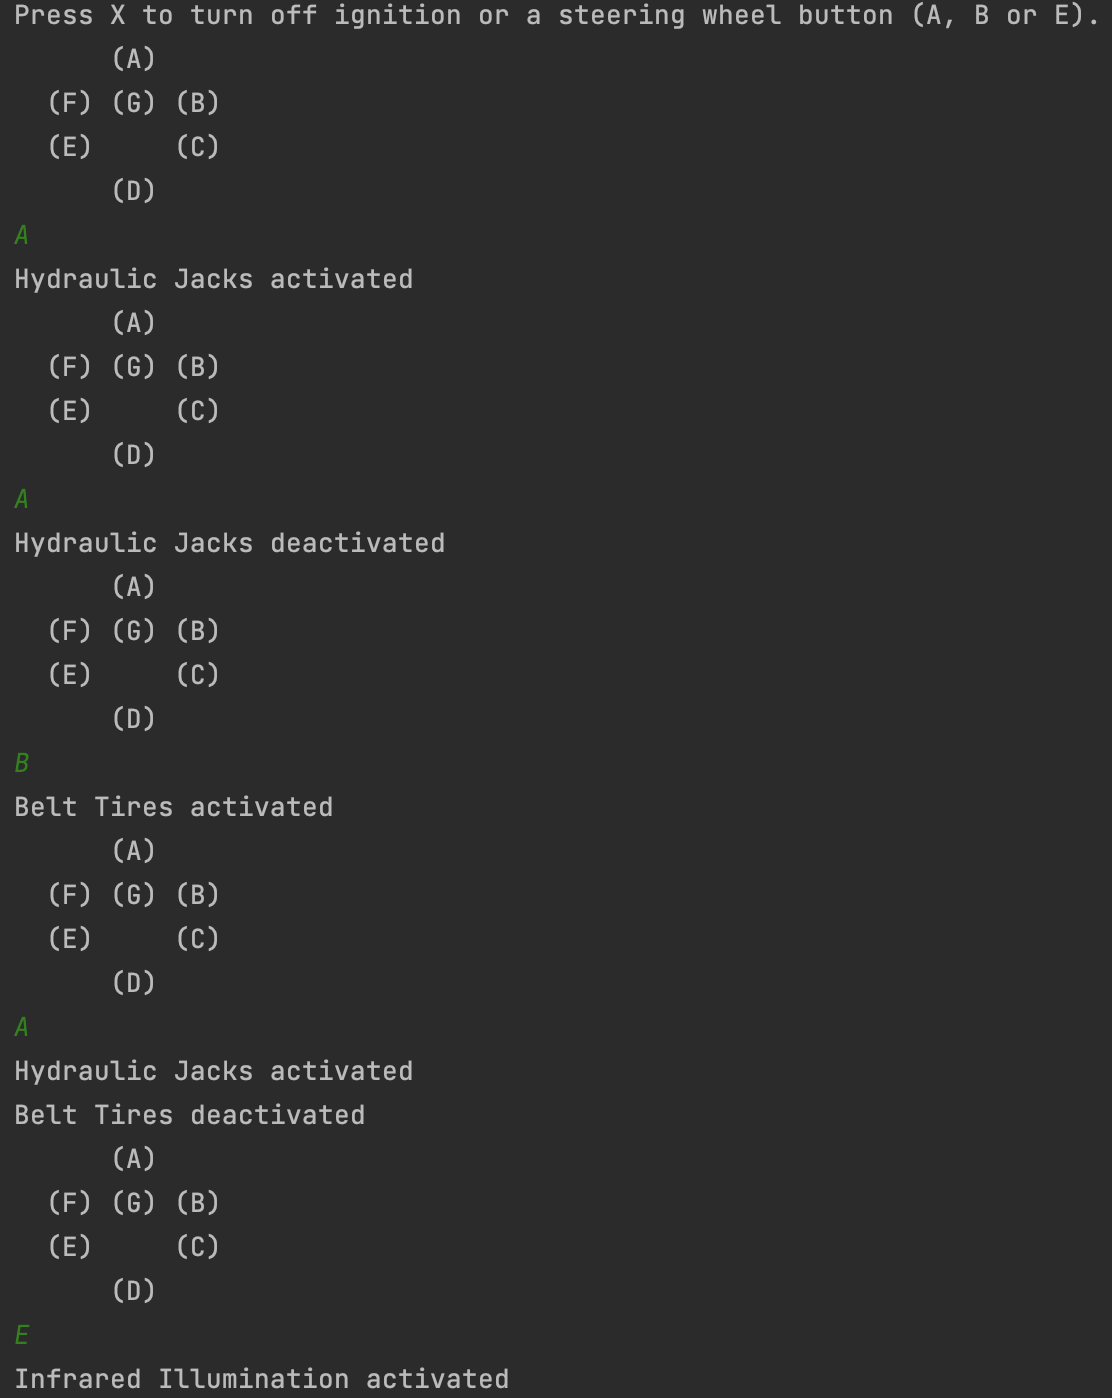 Press X to turn off ignition or a steering wheel button (A, B or E).
      (A)
  (F) (G) (B)
  (E)     (C)
      (D)
A
Hydraulic Jacks activated
      (A)
  (F) (G) (B)
  (E)     (C)
      (D)
A
Hydraulic Jacks deactivated
      (A)
  (F) (G) (B)
  (E)     (C)
      (D)
B
Belt Tires activated
      (A)
  (F) (G) (B)
  (E)     (C)
      (D)
A
Hydraulic Jacks activated
Belt Tires deactivated
      (A)
  (F) (G) (B)
  (E)     (C)
      (D)
E
Infrared Illumination activated